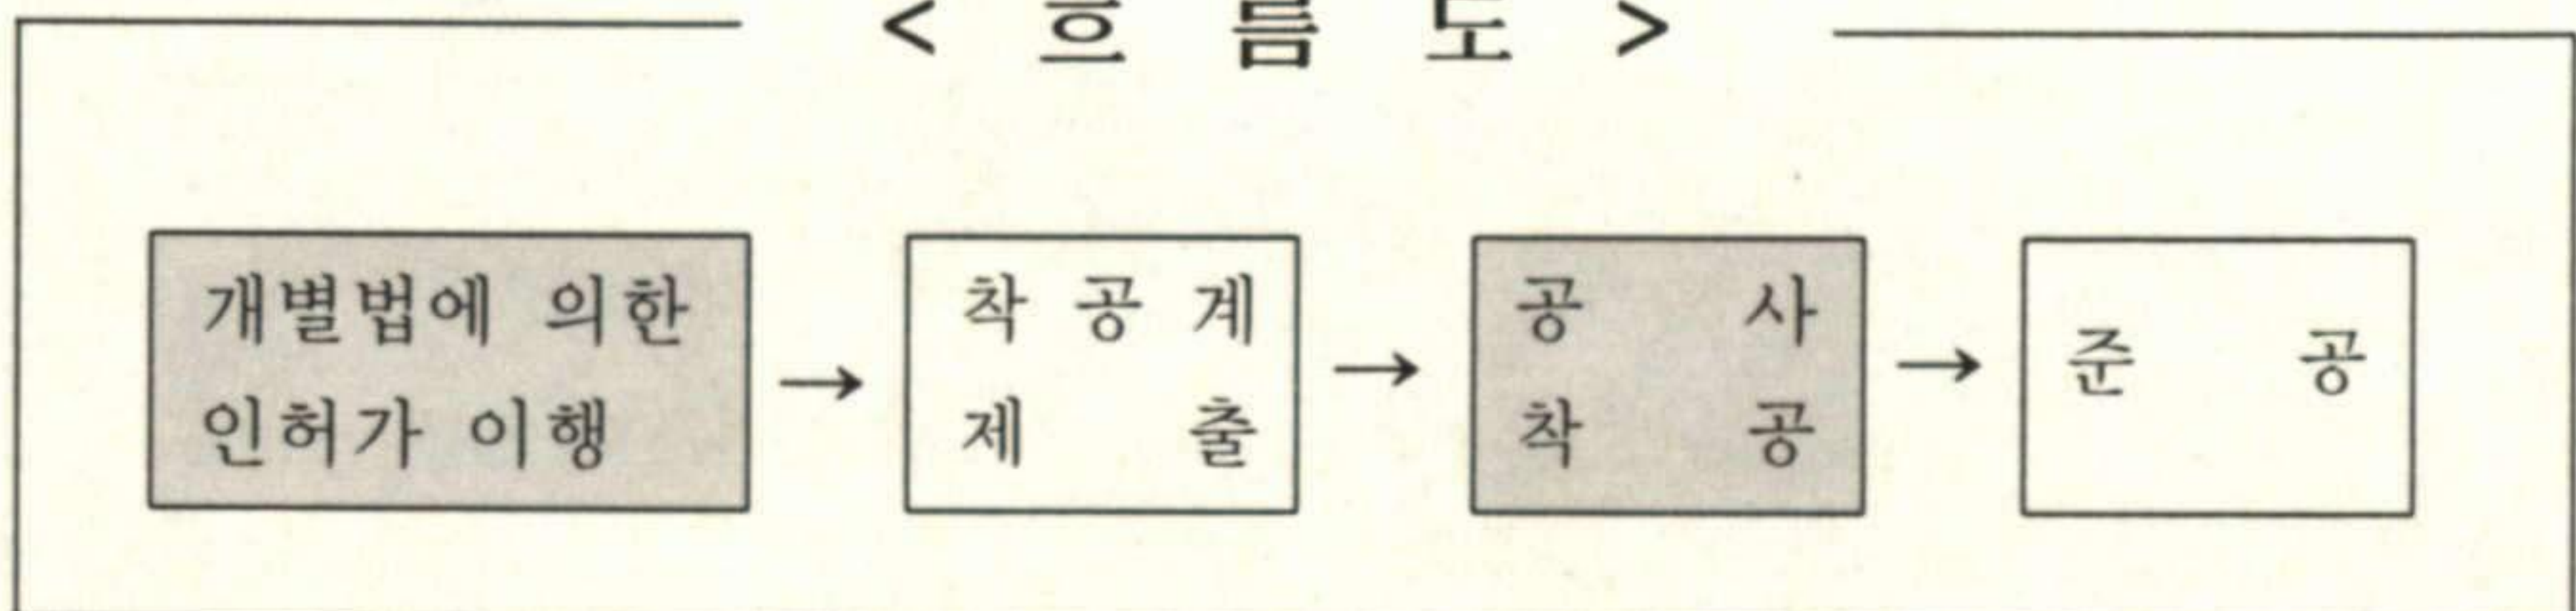 < 흐 름 도 >
개별법에 의한
인허가 이행
→
착 공 계
제 출
→
공 사
착 공
→
준 공